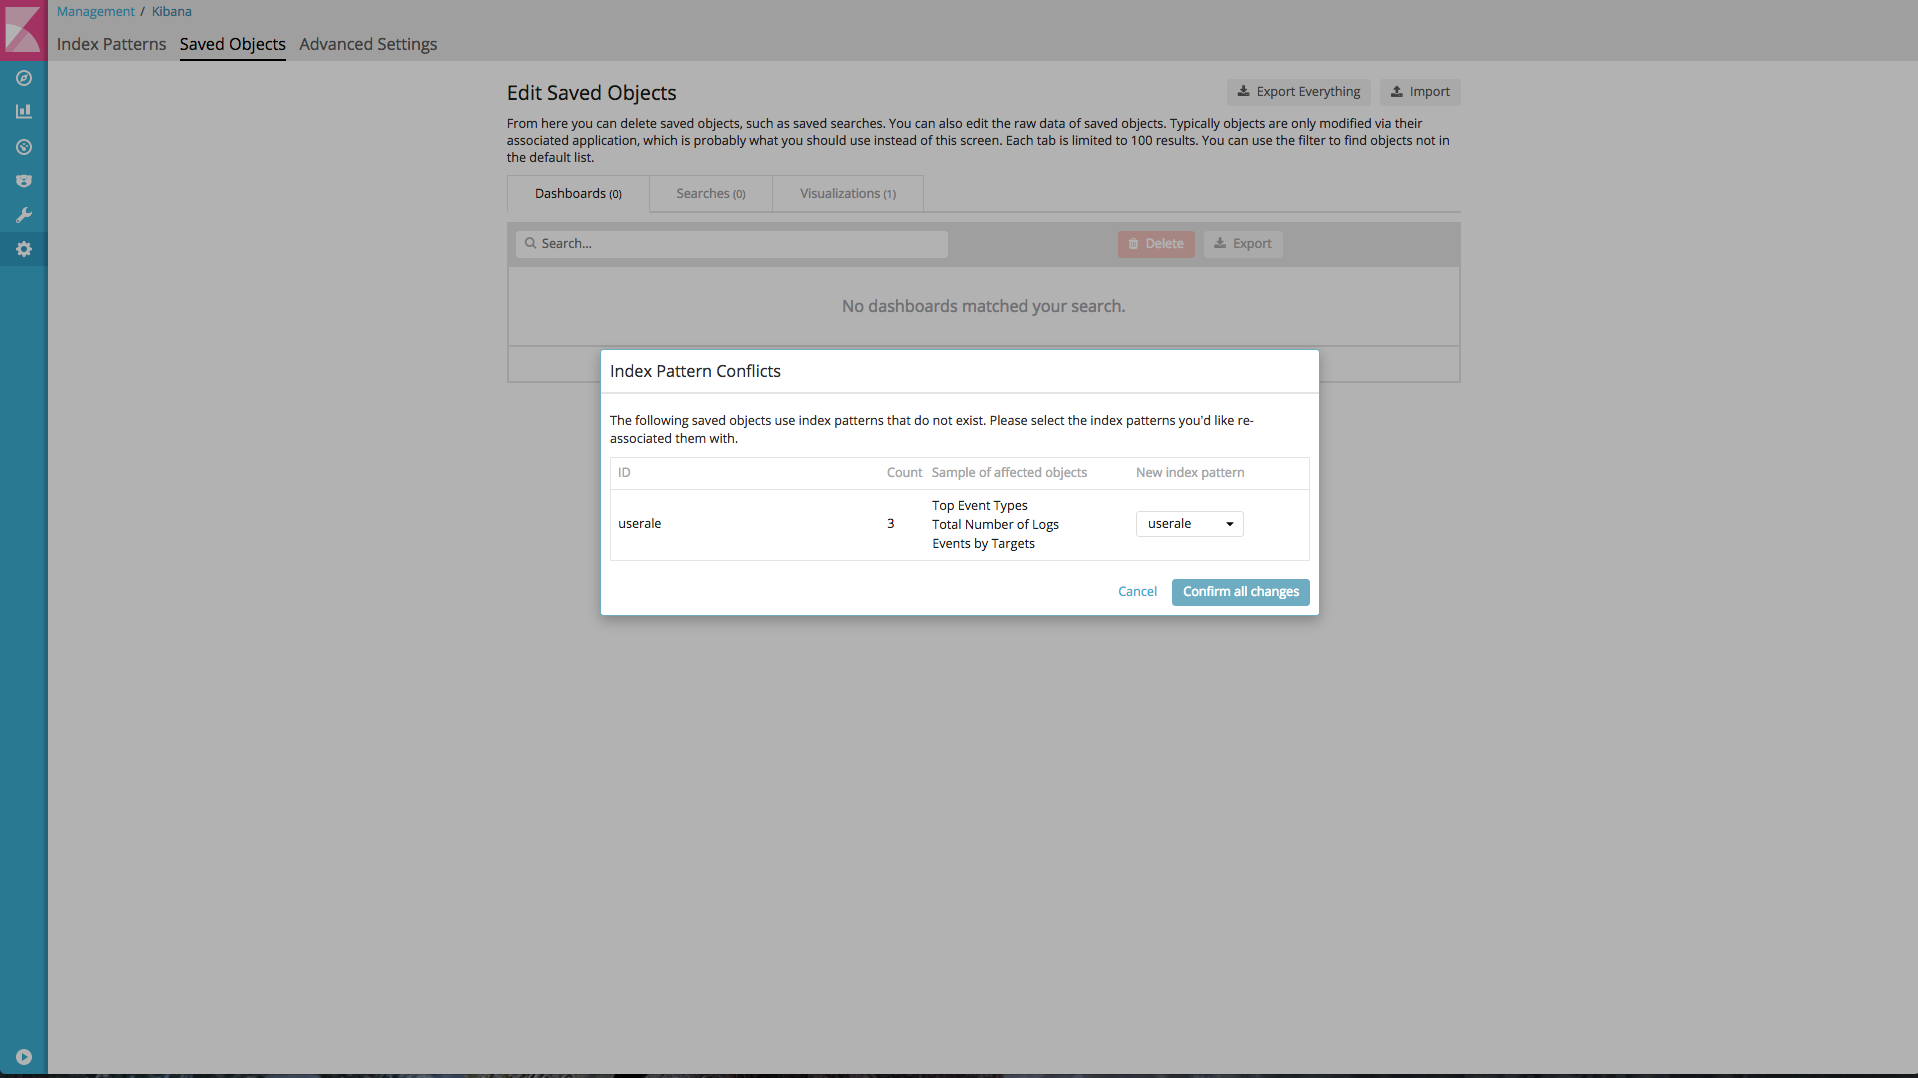 Management / Kibana
Index Patterns Saved Objects Advanced Settings
Edit Saved Objects
Export Everything
Import
From here you can delete saved objects, such as saved searches. You can also edit the raw data of saved objects. Typically objects are only modified via their
associated application, which is probably what you should use instead of this screen. Each tab is limited to 100 results. You can use the filter to find objects not in
the default list.
Dashboards (0) Searches (0) Visualizations (1)
Search...
Delete
Export
No dashboards matched your search.
Index Pattern Conflicts
The following saved objects use index patterns that do not exist. Please select the index patterns you'd like re-
associated them with.
ID Count Sample of affected objects New index pattern
userale 3 Top Event Types
Total Number of Logs
Events by Targets
userale
Cancel Confirm all changes